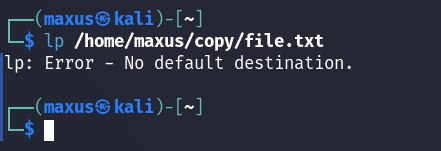 ┌──(maxus㉿kali)-[~]
└─$ lp /home/maxus/copy/file.txt
lp: Error - No default destination.
┌──(maxus㉿kali)-[~]
└─$